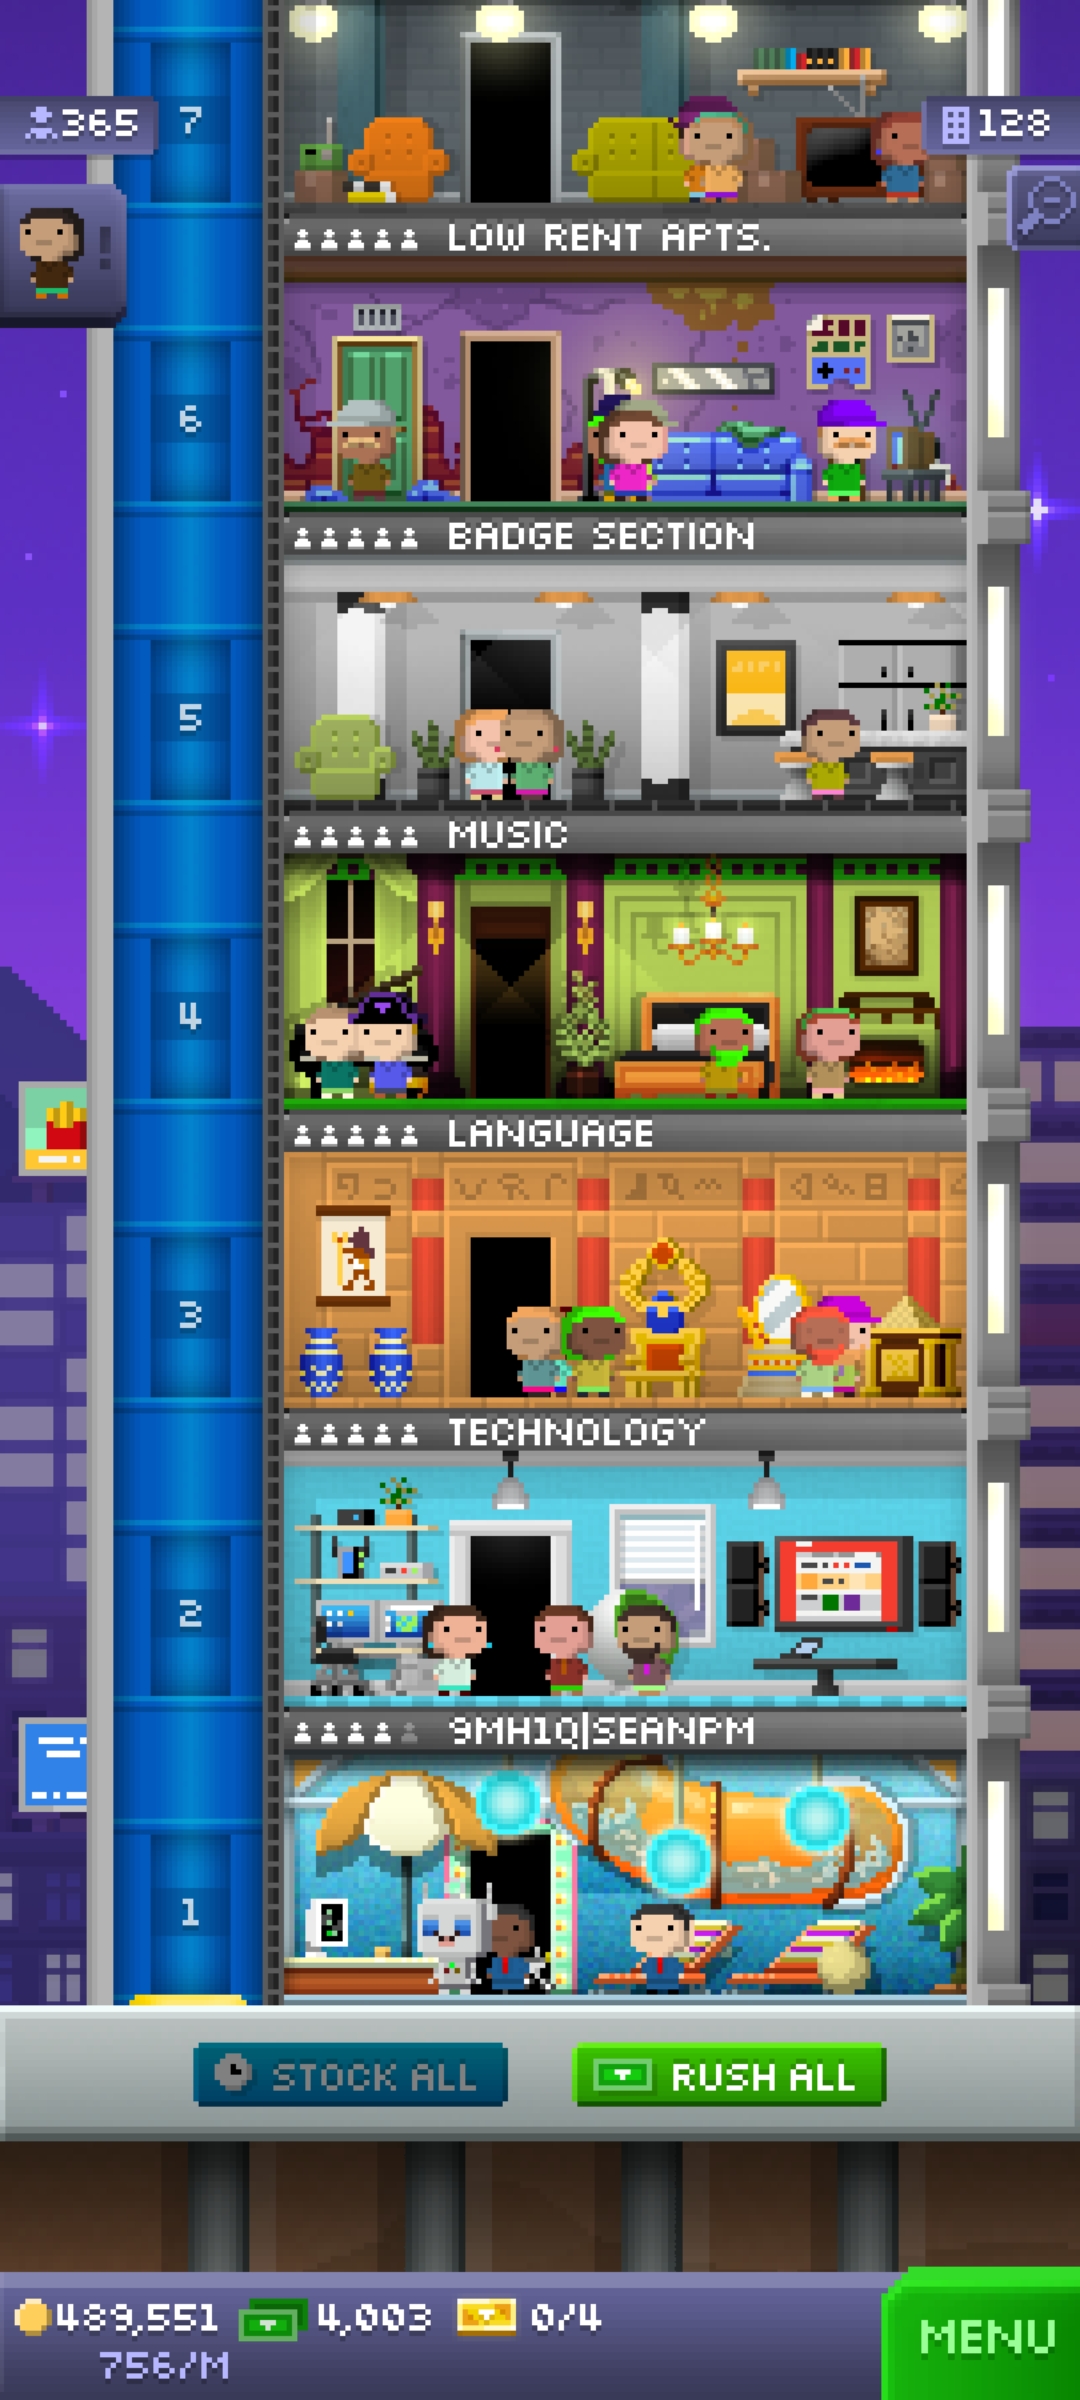 365
7
128
LOW RENT APTS.
6
BADGE SECTION
5
MUSIC
4
LANGUAGE
3
TECHNOLOGY
2
9MH1Q|SEANPM
1
STOCK ALL
RUSH ALL
489,551
4,003
0/4
756/M
MENU